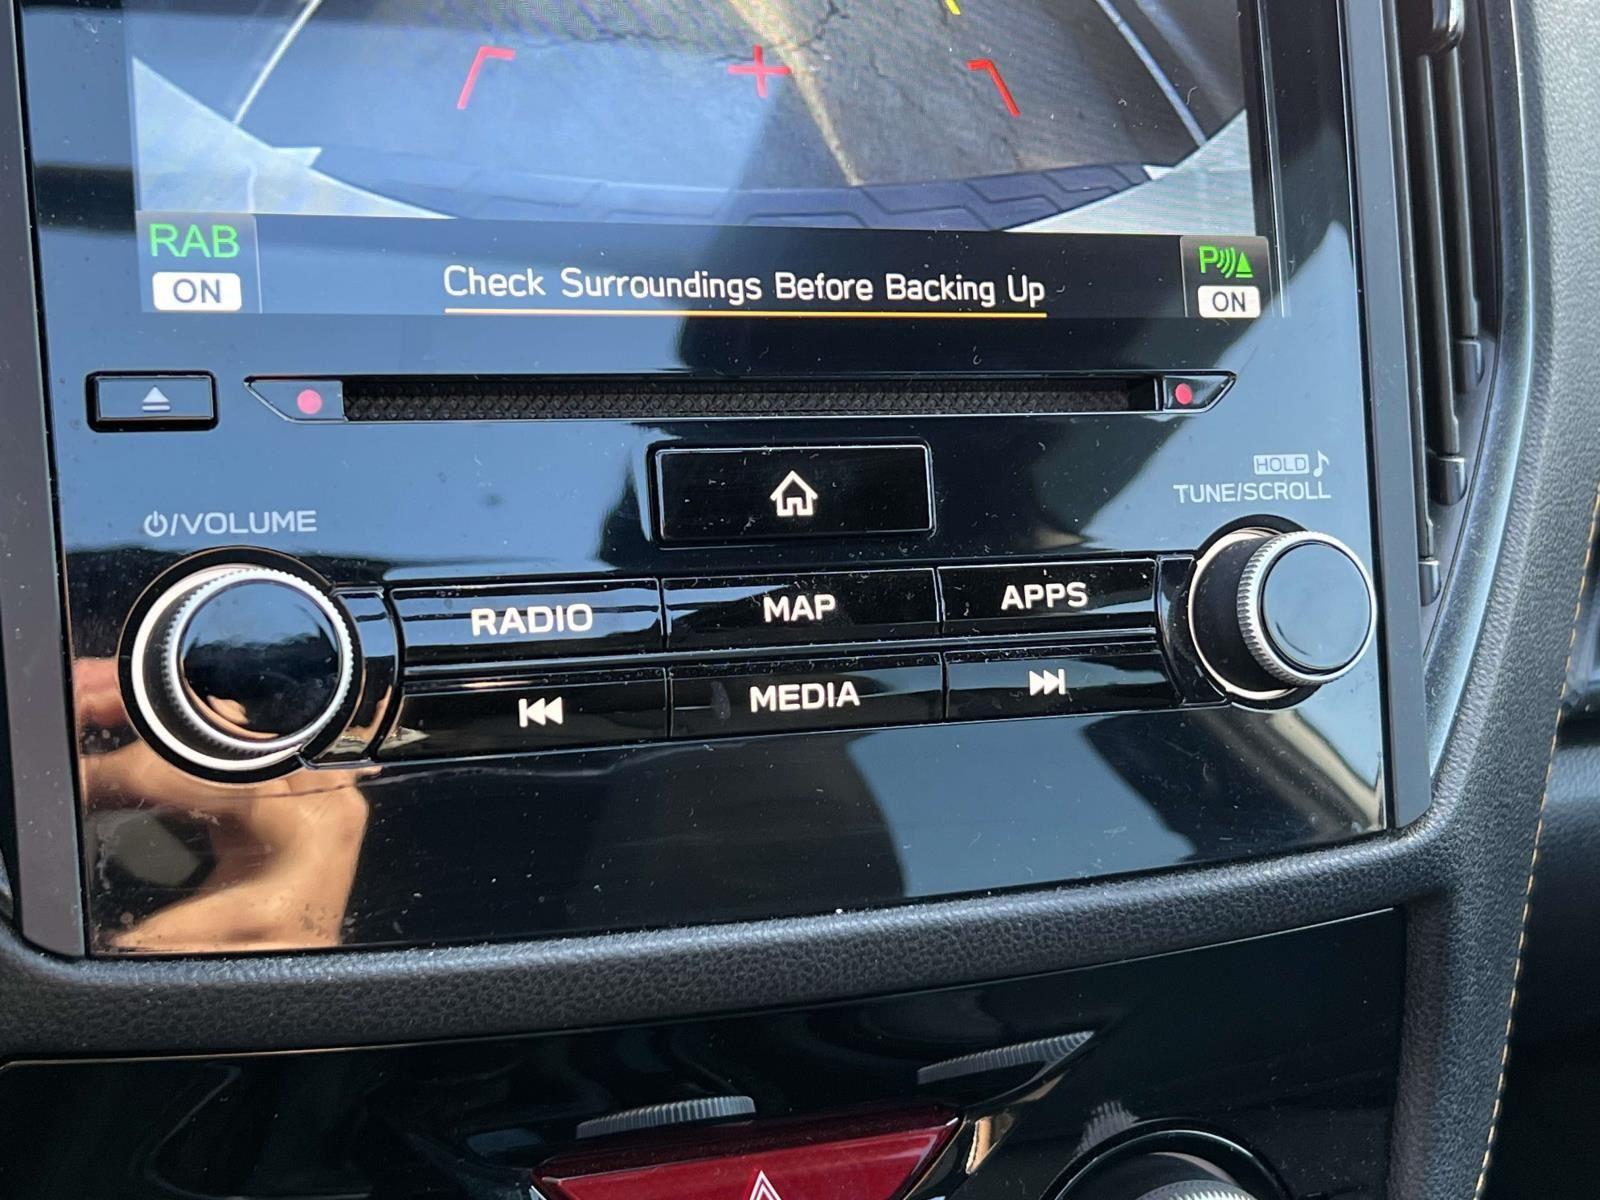 RAB
ON
Check Surroundings Before Backing Up
P
ON
HOLD
TUNE/SCROLL
/VOLUME
RADIO
MAP
APPS
MEDIA